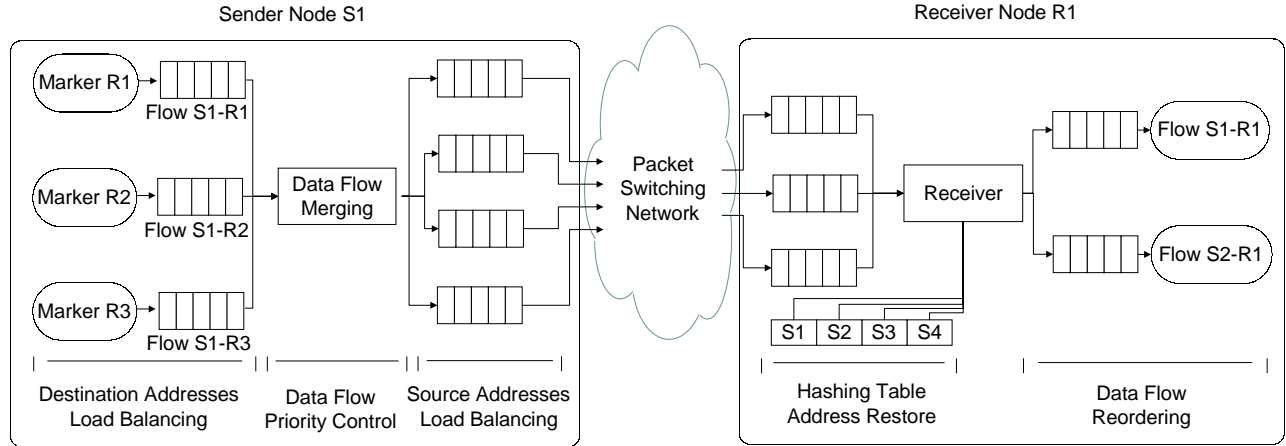 Sender Node S1
Receiver Node R1
Marker R1
Flow S1-R1
Marker R2
Flow S1-R2
Marker R3
Flow S1-R3
Data Flow
Merging
Packet
Switching
Network
Receiver
S1 S2 S3 S4
Flow S1-R1
Flow S2-R1
Destination Addresses
Load Balancing
Data Flow
Priority Control
Source Addresses
Load Balancing
Hashing Table
Address Restore
Data Flow
Reordering